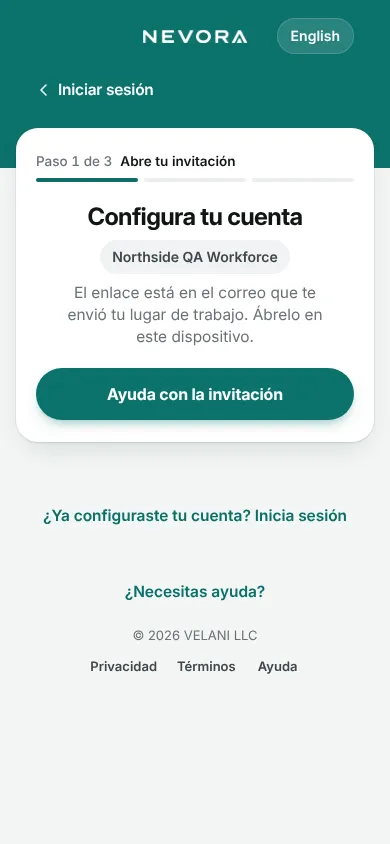 NEVORA
English
Iniciar sesión
Paso 1 de 3 Abre tu invitación
Configura tu cuenta
Northside QA Workforce
El enlace está en el correo que te
envió tu lugar de trabajo. Ábrelo en
este dispositivo.
Ayuda con la invitación
¿Ya configuraste tu cuenta? Inicia sesión
¿Necesitas ayuda?
© 2026 VELANI LLC
Privacidad Términos Ayuda